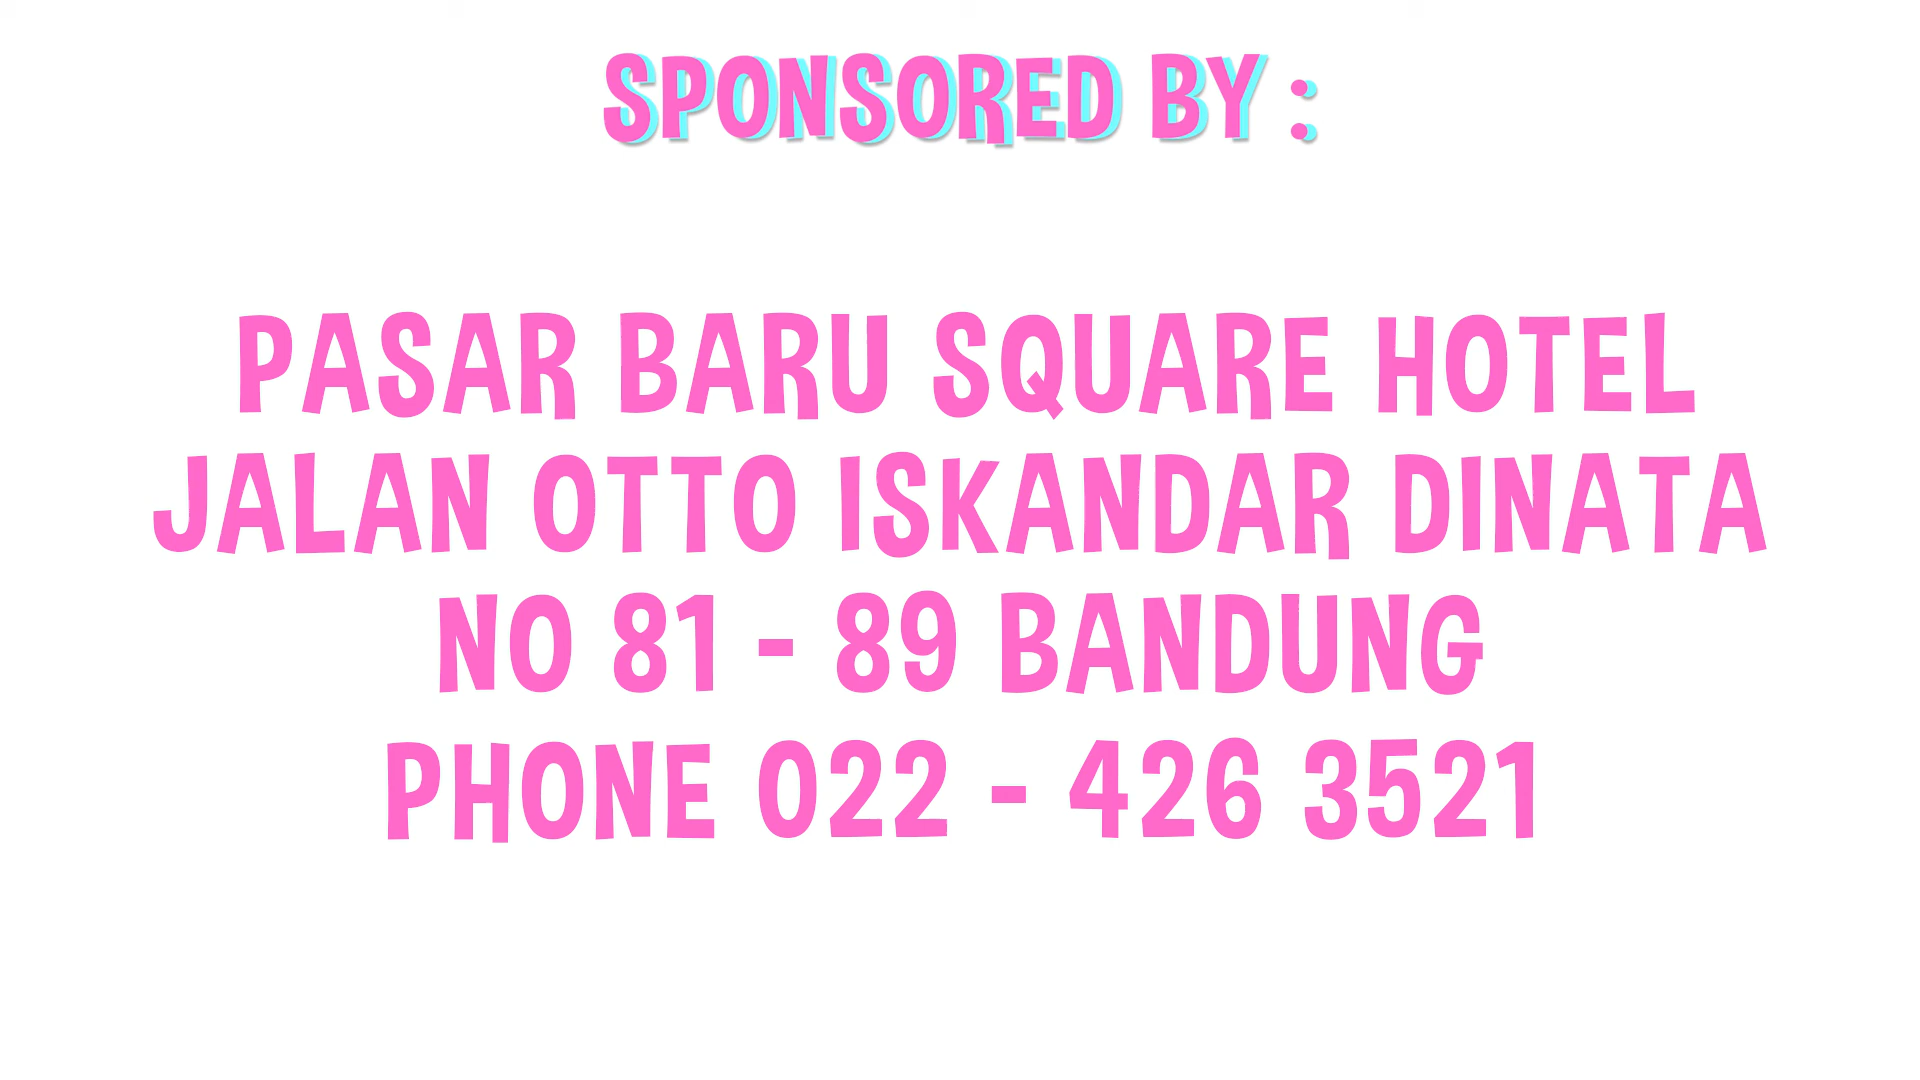 SPONSORED BY :
PASAR BARU SQUARE HOTEL
JALAN OTTO ISKANDAR DINATA
NO 81 - 89 BANDUNG
PHONE 022 - 426 3521